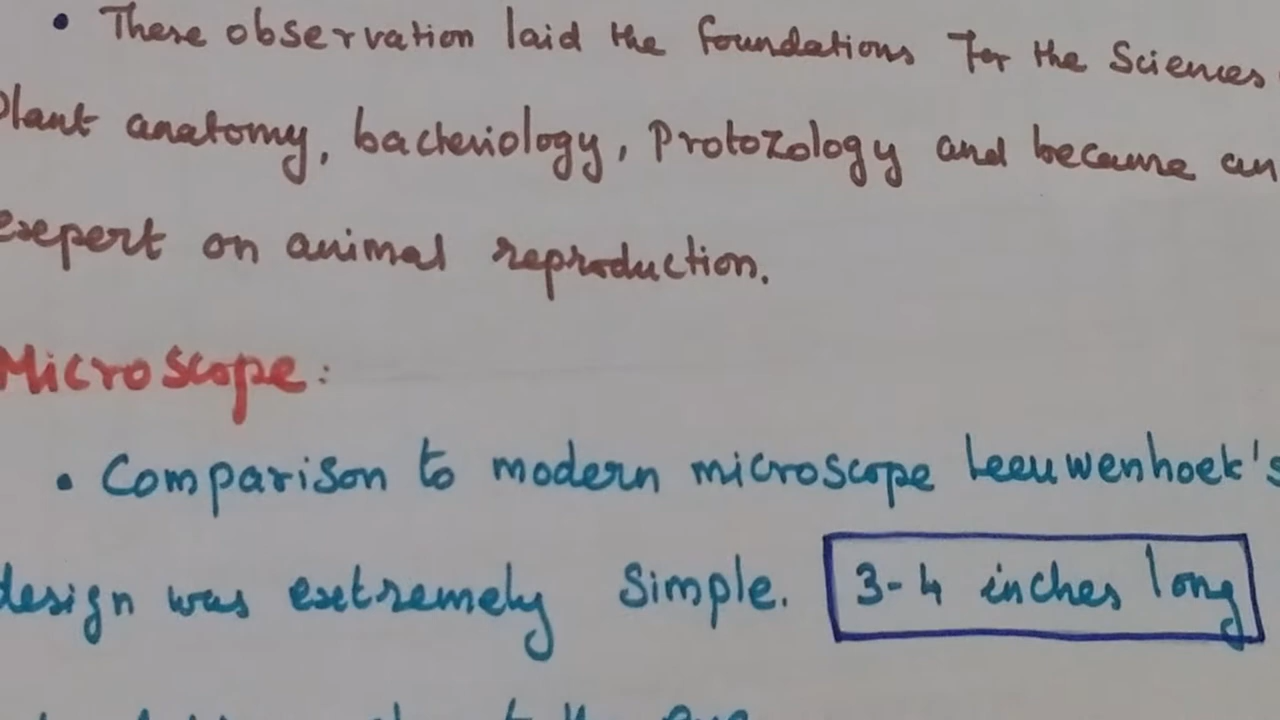 • These observation laid the foundations for the Sciences
Plant anatomy, bacteriology, Protozology and became an
expert on animal reproduction.
Microscope:
• Comparison to modern microscope Leeuwenhoek's
design was extremely Simple. 3-4 inches long